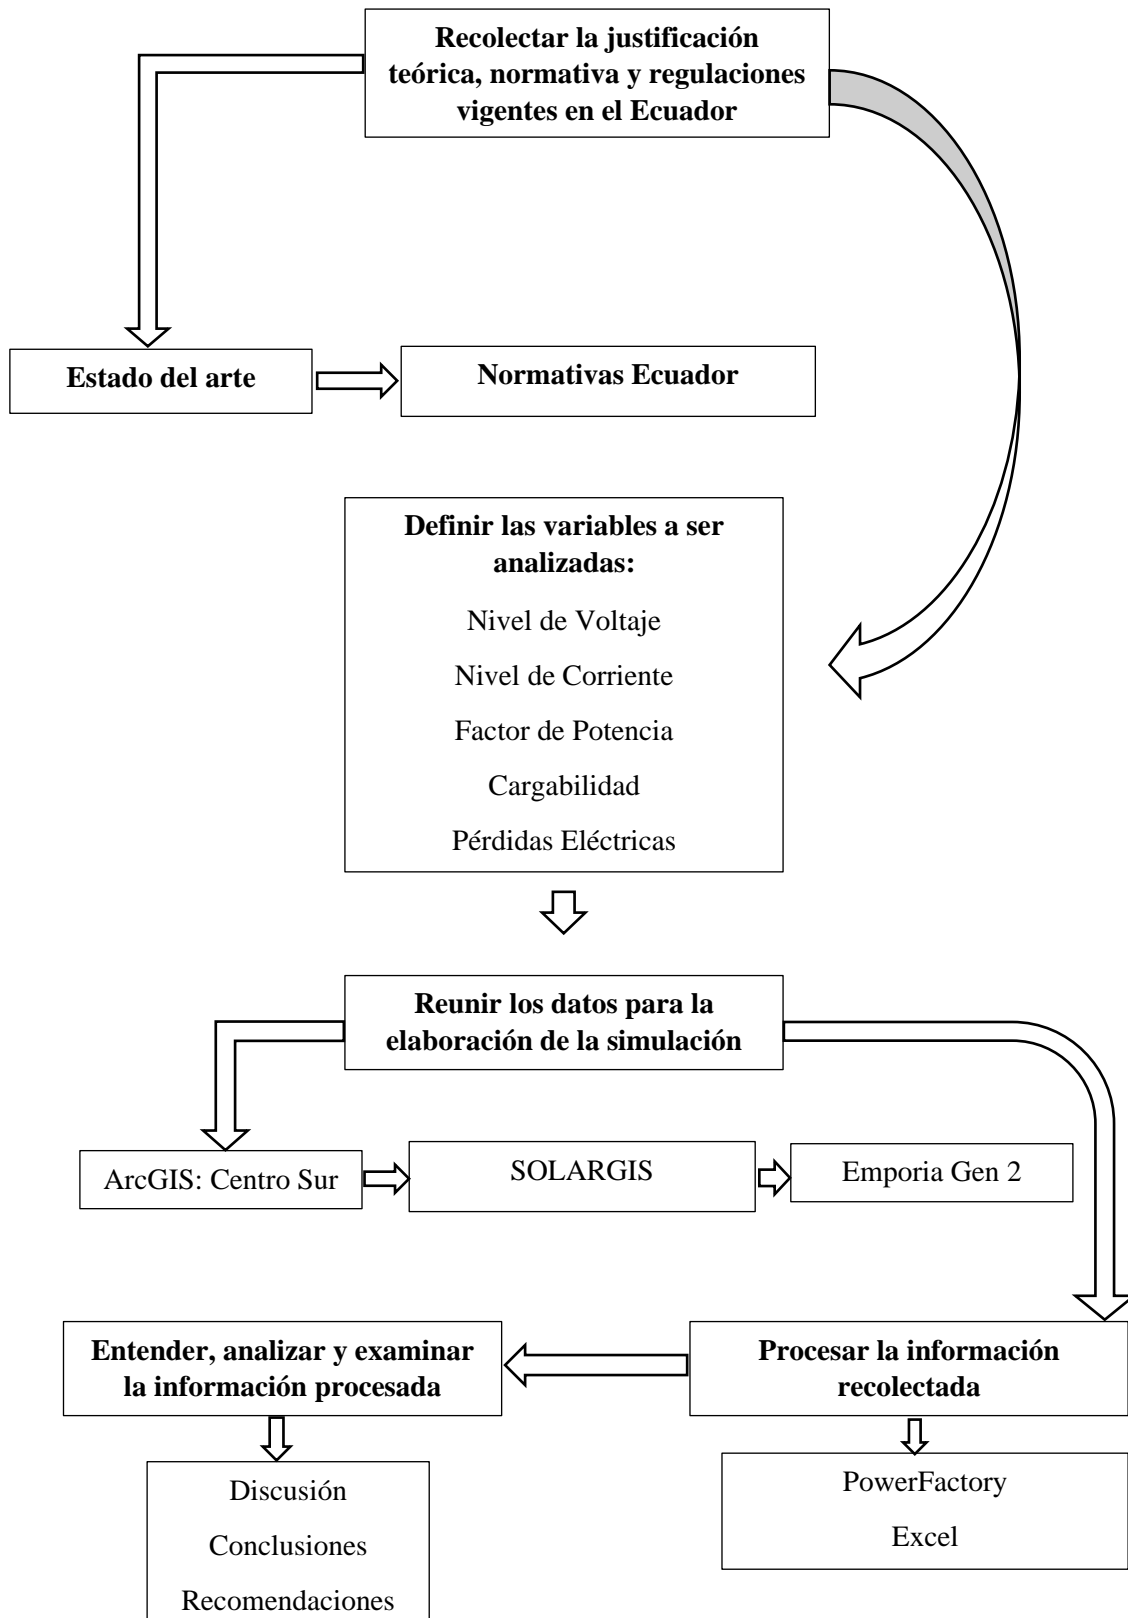 Recolectar la justificación
teórica, normativa y regulaciones
vigentes en el Ecuador
Estado del arte
Normativas Ecuador
Definir las variables a ser
analizadas:
Nivel de Voltaje
Nivel de Corriente
Factor de Potencia
Cargabilidad
Pérdidas Eléctricas
Reunir los datos para la
elaboración de la simulación
ArcGIS: Centro Sur
SOLARGIS
Emporia Gen 2
Entender, analizar y examinar
la información procesada
Procesar la información
recolectada
Discusión
Conclusiones
Recomendaciones
PowerFactory
Excel